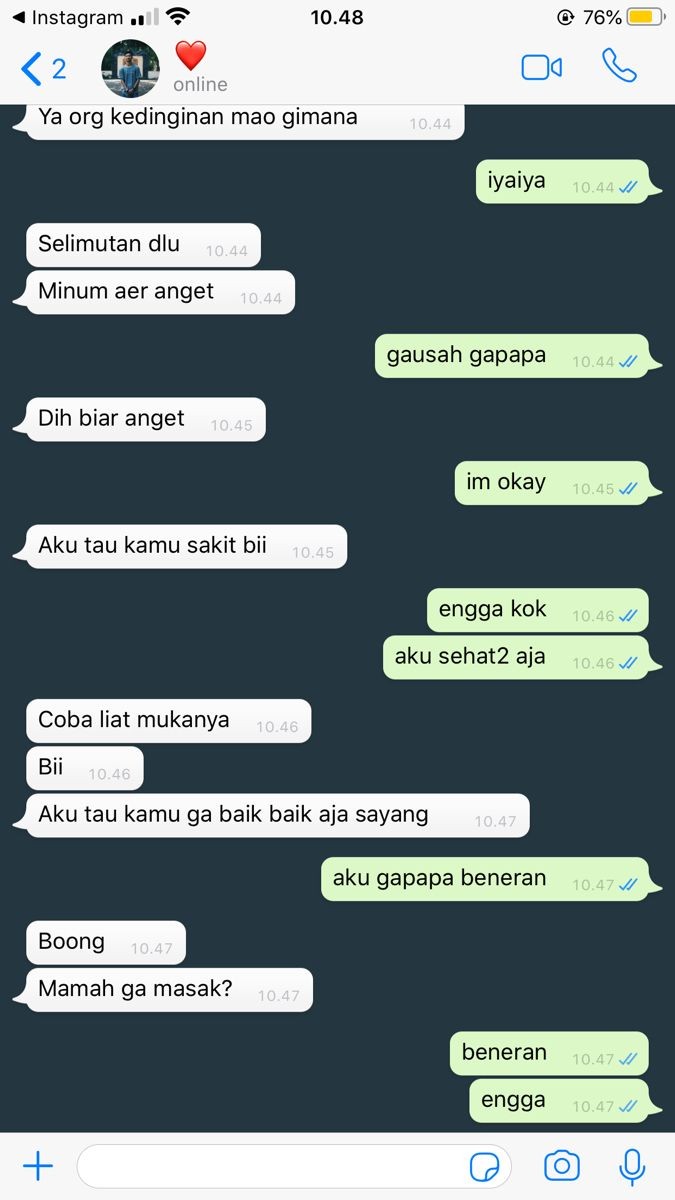 Instagram
10.48
76%
2
❤️
online
Ya org kedinginan mao gimana 10.44
iyaiya 10.44
Selimutan dlu 10.44
Minum aer anget 10.44
gausah gapapa 10.44
Dih biar anget 10.45
im okay 10.45
Aku tau kamu sakit bii 10.45
engga kok 10.46
aku sehat2 aja 10.46
Coba liat mukanya 10.46
Bii 10.46
Aku tau kamu ga baik baik aja sayang 10.47
aku gapapa beneran 10.47
Boong 10.47
Mamah ga masak? 10.47
beneran 10.47
engga 10.47